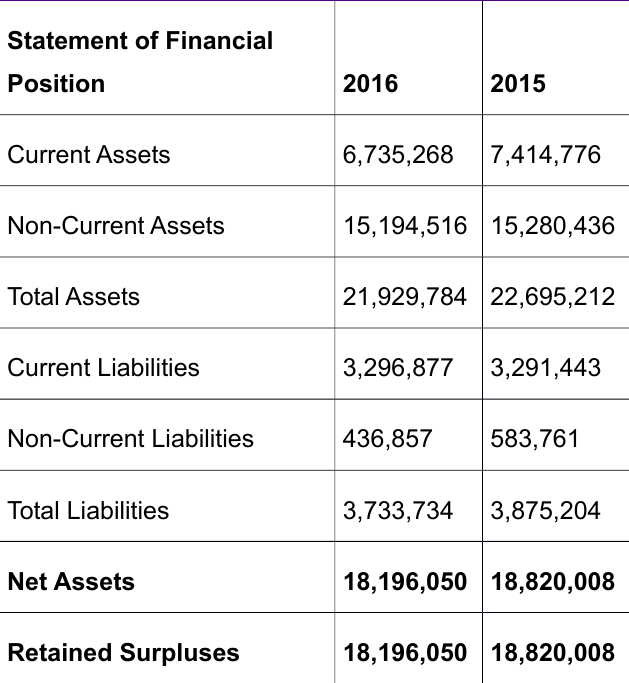 Statement of Financial
Position 2016 2015
Current Assets 6,735,268 7,414,776
Non-Current Assets 15,194,516 15,280,436
Total Assets 21,929,784 22,695,212
Current Liabilities 3,296,877 3,291,443
Non-Current Liabilities 436,857 583,761
Total Liabilities 3,733,734 3,875,204
Net Assets 18,196,050 18,820,008
Retained Surpluses 18,196,050 18,820,008